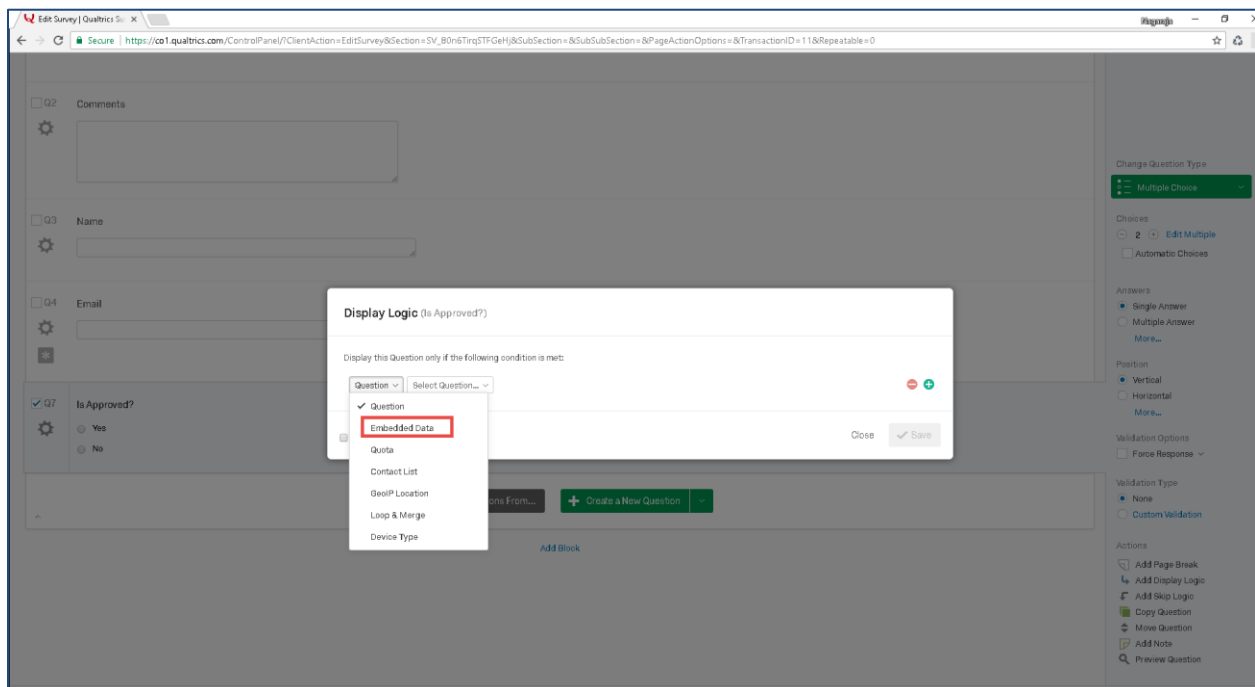 Edit Survey | Qualtrics Su
Secure | https://co1.qualtrics.com/ControlPanel/?ClientAction=EditSurvey&Section=SV_80n6TirqSTFGeHj&SubSection=&SubSubSection=&PageActionOptions=&TransactionID=11&Repeatable=0
Q2 Comments
Q3 Name
Q4 Email
Q7 Is Approved?
Yes
No
Display Logic (Is Approved?)
Display this Question only if the following condition is met:
Question Select Question...
Question
Embedded Data
Quota
Contact List
GeoIP Location
Loop & Merge
Device Type
Close Save
ons From... Create a New Question
Add Block
Change Question Type
Multiple Choice
Choices
2 Edit Multiple
Automatic Choices
Answers
Single Answer
Multiple Answer
More...
Position
Vertical
Horizontal
More...
Validation Options
Force Response
Validation Type
None
Custom Validation
Actions
Add Page Break
Add Display Logic
Add Skip Logic
Copy Question
Move Question
Add Note
Preview Question